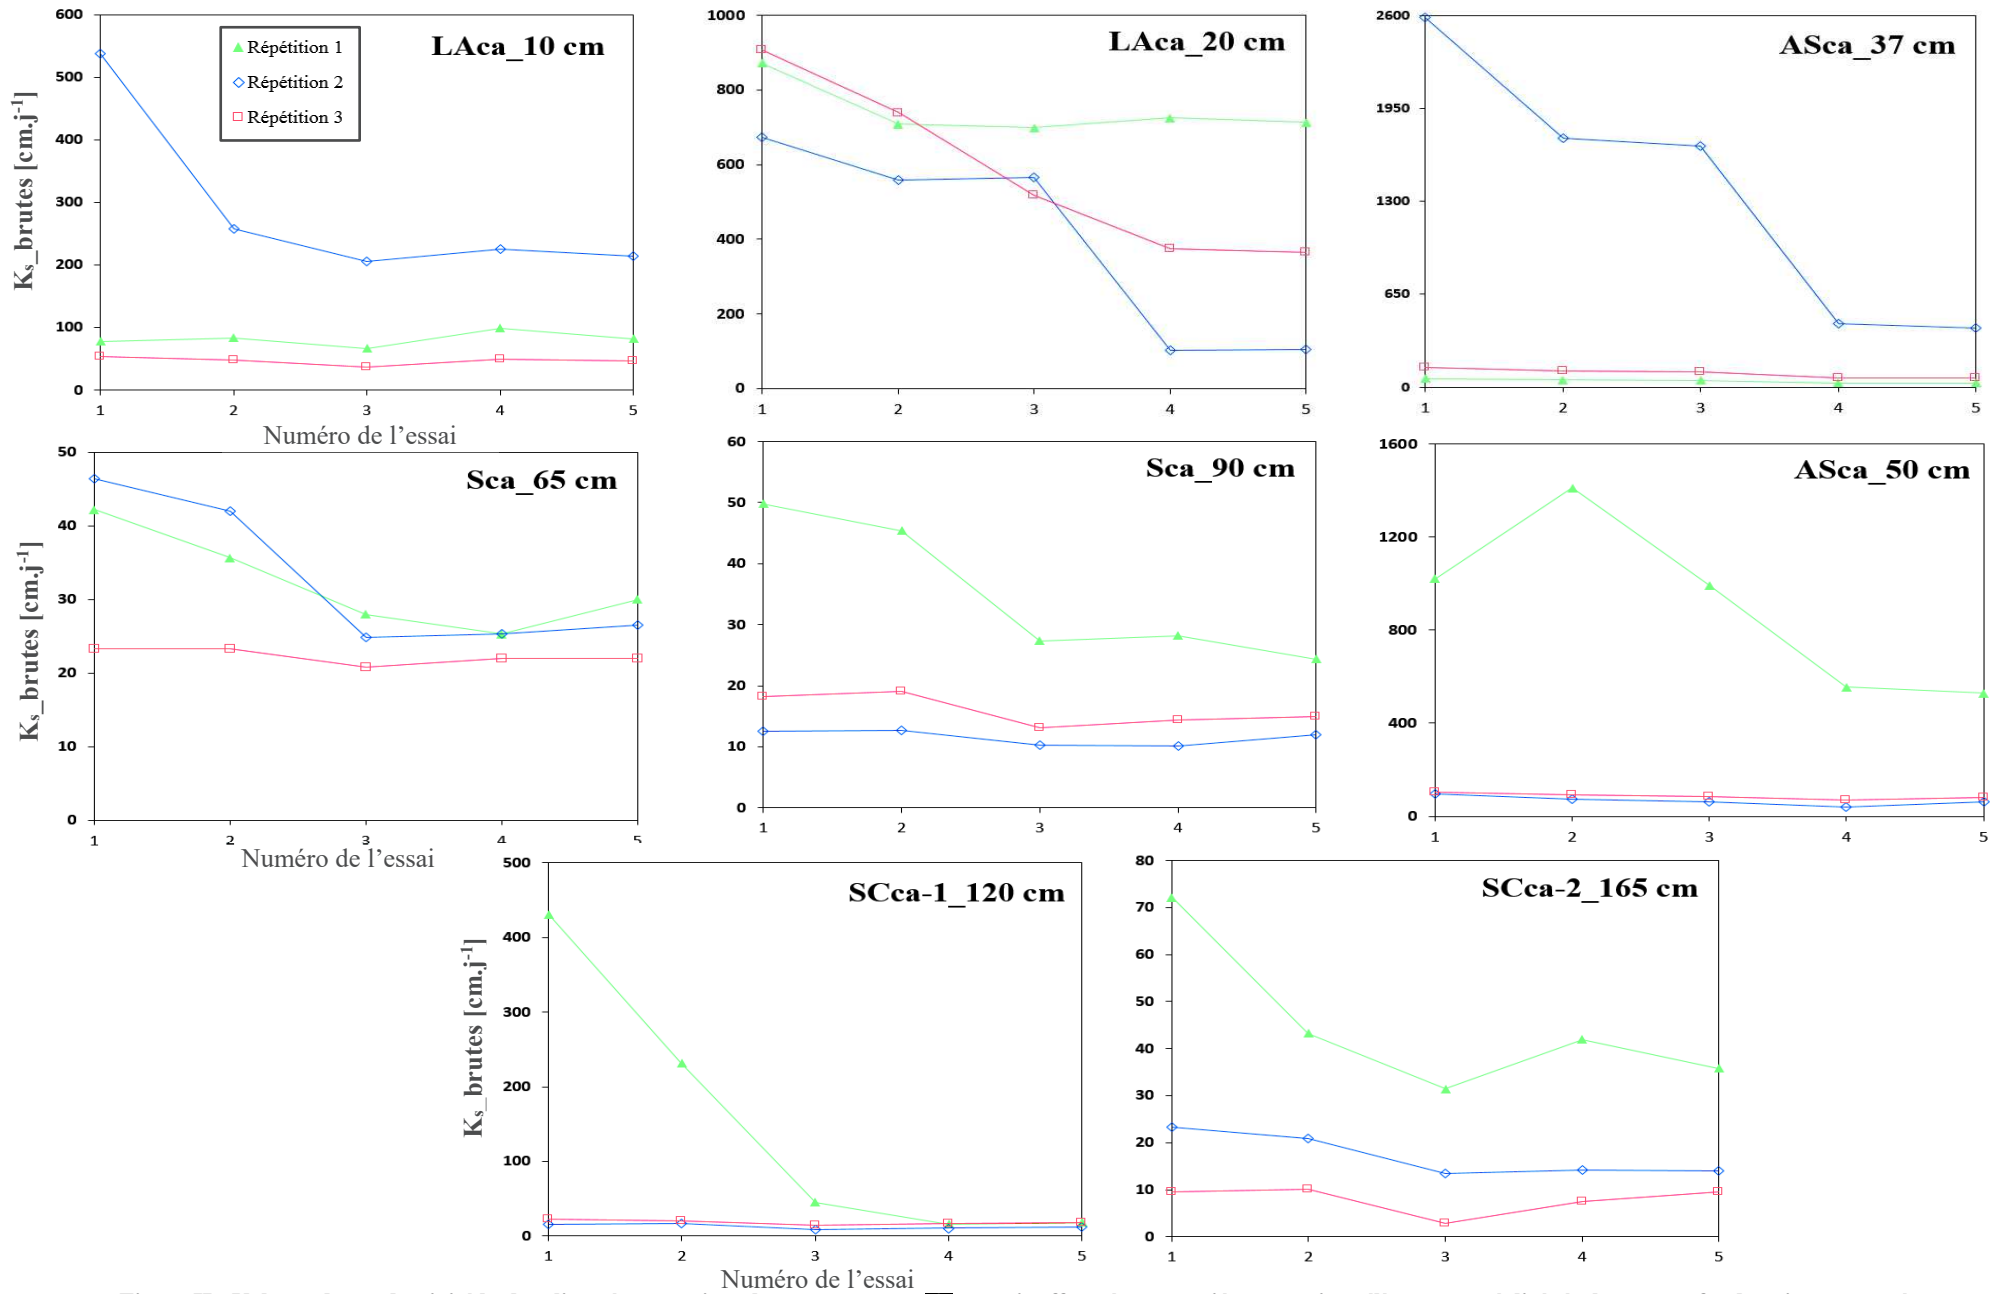 LAca_10 cm
Répétition 1
Répétition 2
Répétition 3
Kₛ_brutes [cm.j⁻¹]
600
500
400
300
200
100
0
1 2 3 4 5
Numéro de l’essai
LAca_20 cm
1000
800
600
400
200
0
1 2 3 4 5
ASca_37 cm
2600
1950
1300
650
0
1 2 3 4 5
Sca_65 cm
Kₛ_brutes [cm.j⁻¹]
50
40
30
20
10
0
1 2 3 4 5
Numéro de l’essai
Sca_90 cm
60
50
40
30
20
10
0
1 2 3 4 5
ASca_50 cm
1600
1200
800
400
0
1 2 3 4 5
SCca-1_120 cm
Kₛ_brutes [cm.j⁻¹]
500
400
300
200
100
0
1 2 3 4 5
Numéro de l’essai
SCca-2_165 cm
80
70
60
50
40
30
20
10
0
1 2 3 4 5